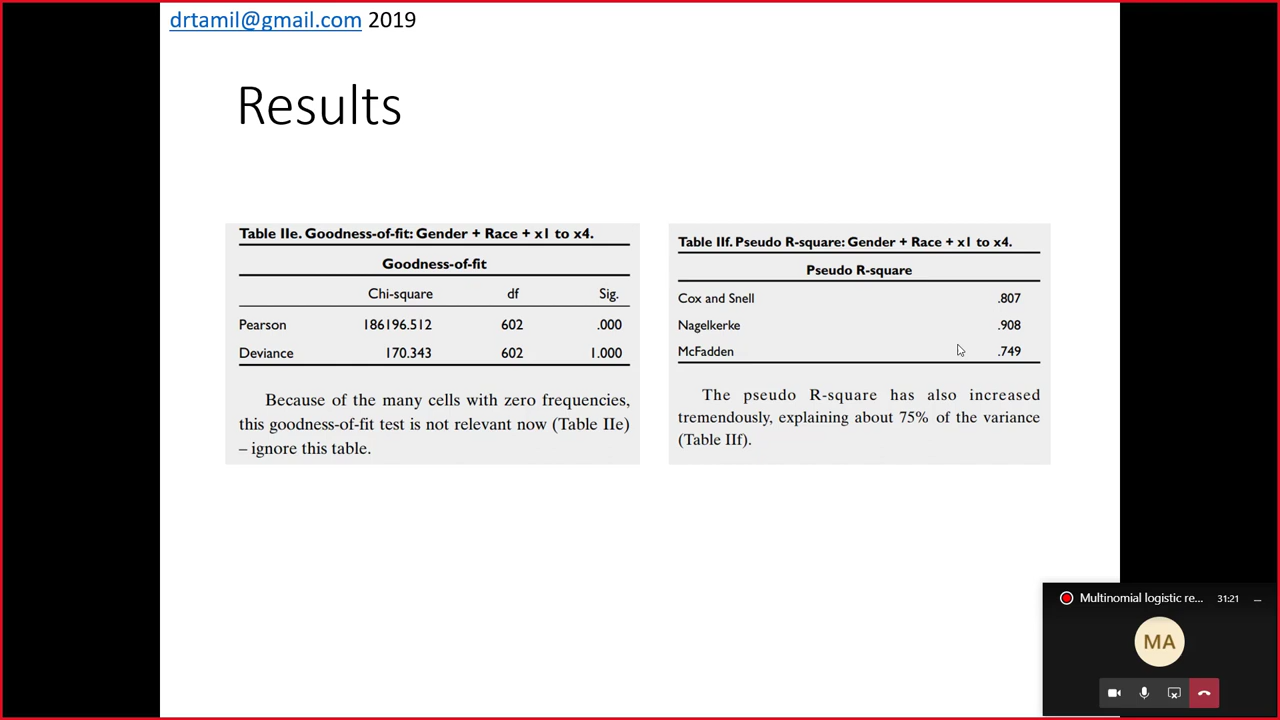 drtamil@gmail.com 2019
Results
Table IIe. Goodness-of-fit: Gender + Race + x1 to x4.
Goodness-of-fit
Chi-square df Sig.
Pearson 186196.512 602 .000
Deviance 170.343 602 1.000
Because of the many cells with zero frequencies,
this goodness-of-fit test is not relevant now (Table IIe)
– ignore this table.
Table IIf. Pseudo R-square: Gender + Race + x1 to x4.
Pseudo R-square
Cox and Snell .807
Nagelkerke .908
McFadden .749
The pseudo R-square has also increased
tremendously, explaining about 75% of the variance
(Table IIf).
Multinomial logistic re... 31:21
MA